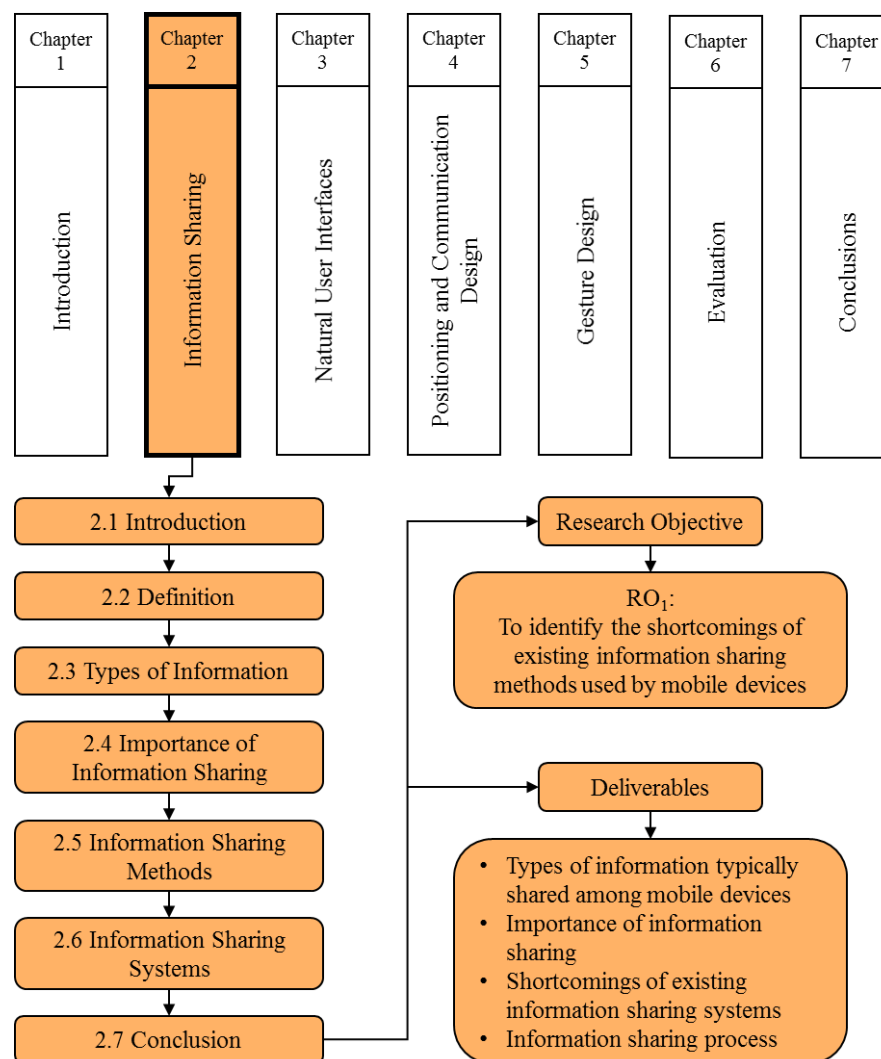 Chapter
1
Chapter
2
Chapter
3
Chapter
4
Chapter
5
Chapter
6
Chapter
7
Introduction
Information Sharing
Natural User Interfaces
Positioning and Communication
Design
Gesture Design
Evaluation
Conclusions
2.1 Introduction
2.2 Definition
2.3 Types of Information
2.4 Importance of
Information Sharing
2.5 Information Sharing
Methods
2.6 Information Sharing
Systems
2.7 Conclusion
Research Objective
RO₁:
To identify the shortcomings of
existing information sharing
methods used by mobile devices
Deliverables
• Types of information typically
shared among mobile devices
• Importance of information
sharing
• Shortcomings of existing
information sharing systems
• Information sharing process